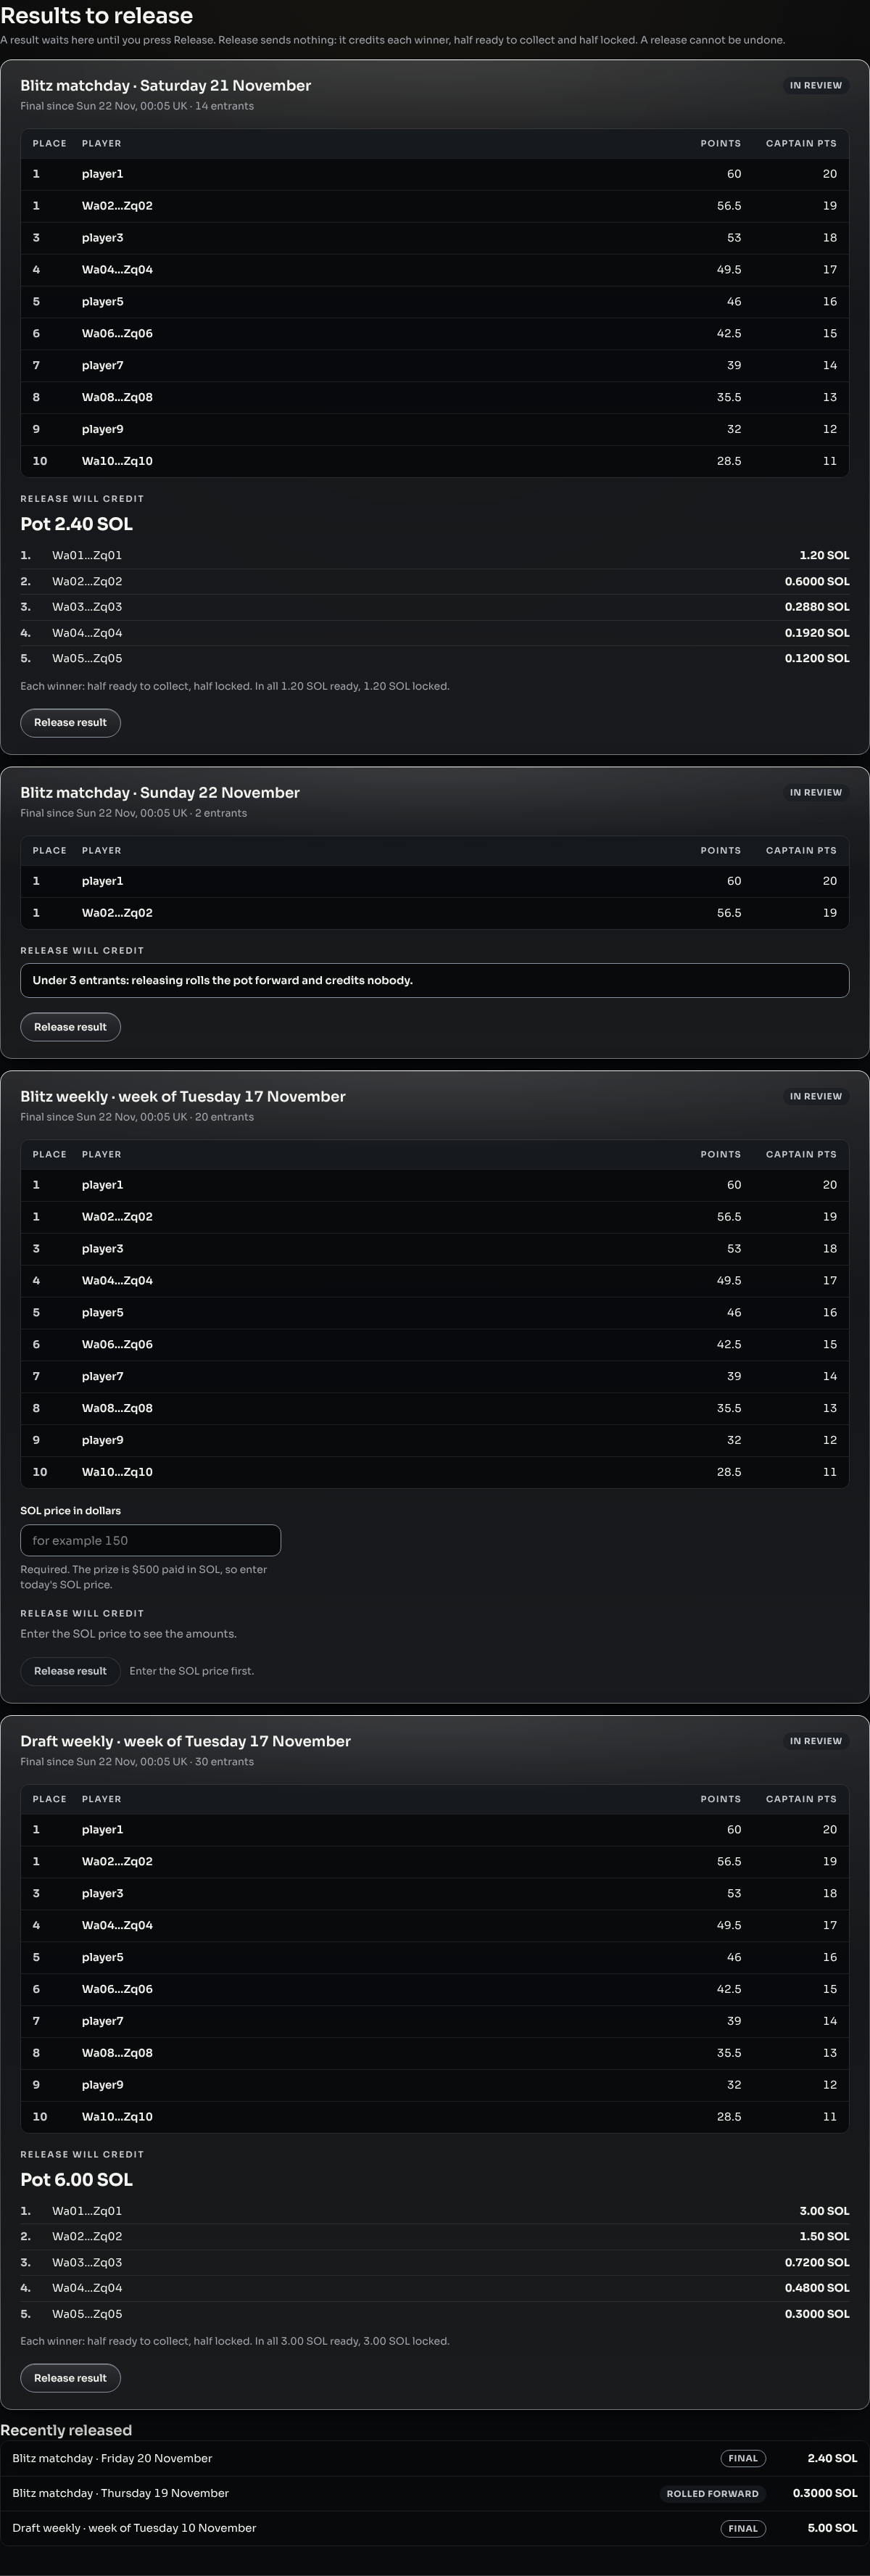 Results to release
A result waits here until you press Release. Release sends nothing: it credits each winner, half ready to collect and half locked. A release cannot be undone.
Blitz matchday · Saturday 21 November IN REVIEW
Final since Sun 22 Nov, 00:05 UK · 14 entrants
PLACE PLAYER POINTS CAPTAIN PTS
1 player1 60 20
1 Wa02...Zq02 56.5 19
3 player3 53 18
4 Wa04...Zq04 49.5 17
5 player5 46 16
6 Wa06...Zq06 42.5 15
7 player7 39 14
8 Wa08...Zq08 35.5 13
9 player9 32 12
10 Wa10...Zq10 28.5 11
RELEASE WILL CREDIT
Pot 2.40 SOL
1. Wa01...Zq01 1.20 SOL
2. Wa02...Zq02 0.6000 SOL
3. Wa03...Zq03 0.2880 SOL
4. Wa04...Zq04 0.1920 SOL
5. Wa05...Zq05 0.1200 SOL
Each winner: half ready to collect, half locked. In all 1.20 SOL ready, 1.20 SOL locked.
Release result
Blitz matchday · Sunday 22 November IN REVIEW
Final since Sun 22 Nov, 00:05 UK · 2 entrants
PLACE PLAYER POINTS CAPTAIN PTS
1 player1 60 20
1 Wa02...Zq02 56.5 19
RELEASE WILL CREDIT
Under 3 entrants: releasing rolls the pot forward and credits nobody.
Release result
Blitz weekly · week of Tuesday 17 November IN REVIEW
Final since Sun 22 Nov, 00:05 UK · 20 entrants
PLACE PLAYER POINTS CAPTAIN PTS
1 player1 60 20
1 Wa02...Zq02 56.5 19
3 player3 53 18
4 Wa04...Zq04 49.5 17
5 player5 46 16
6 Wa06...Zq06 42.5 15
7 player7 39 14
8 Wa08...Zq08 35.5 13
9 player9 32 12
10 Wa10...Zq10 28.5 11
SOL price in dollars
for example 150
Required. The prize is $500 paid in SOL, so enter
today's SOL price.
RELEASE WILL CREDIT
Enter the SOL price to see the amounts.
Release result Enter the SOL price first.
Draft weekly · week of Tuesday 17 November IN REVIEW
Final since Sun 22 Nov, 00:05 UK · 30 entrants
PLACE PLAYER POINTS CAPTAIN PTS
1 player1 60 20
1 Wa02...Zq02 56.5 19
3 player3 53 18
4 Wa04...Zq04 49.5 17
5 player5 46 16
6 Wa06...Zq06 42.5 15
7 player7 39 14
8 Wa08...Zq08 35.5 13
9 player9 32 12
10 Wa10...Zq10 28.5 11
RELEASE WILL CREDIT
Pot 6.00 SOL
1. Wa01...Zq01 3.00 SOL
2. Wa02...Zq02 1.50 SOL
3. Wa03...Zq03 0.7200 SOL
4. Wa04...Zq04 0.4800 SOL
5. Wa05...Zq05 0.3000 SOL
Each winner: half ready to collect, half locked. In all 3.00 SOL ready, 3.00 SOL locked.
Release result
Recently released
Blitz matchday · Friday 20 November FINAL 2.40 SOL
Blitz matchday · Thursday 19 November ROLLED FORWARD 0.3000 SOL
Draft weekly · week of Tuesday 10 November FINAL 5.00 SOL